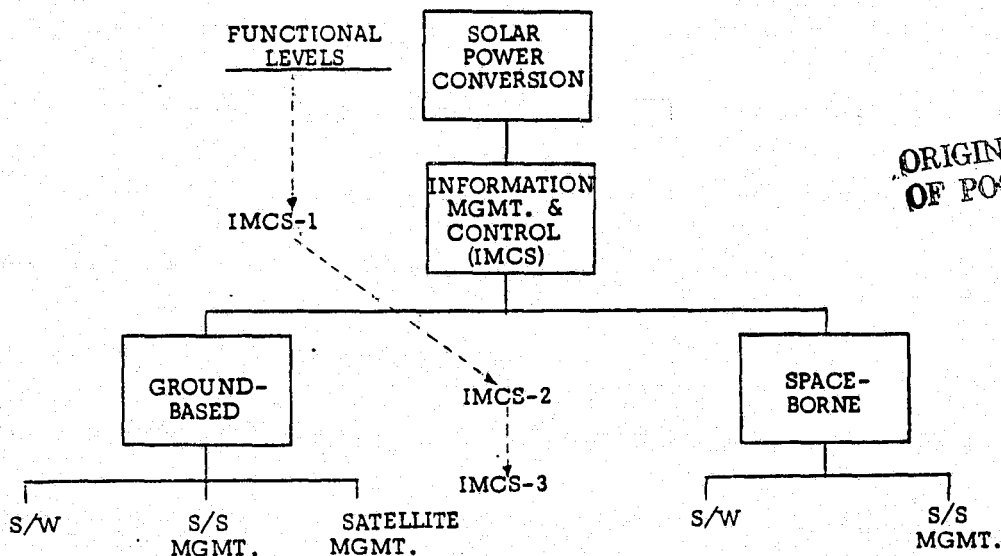 FUNCTIONAL
LEVELS
SOLAR
POWER
CONVERSION
INFORMATION
MGMT. &
CONTROL
(IMCS)
IMCS-1
OF
GROUND-
BASED
IMCS-2
SPACE-
BORNE
IMCS-3
S/W
S/S
MGMT.
SATELLITE
MGMT.
S/W
S/S
MGMT.